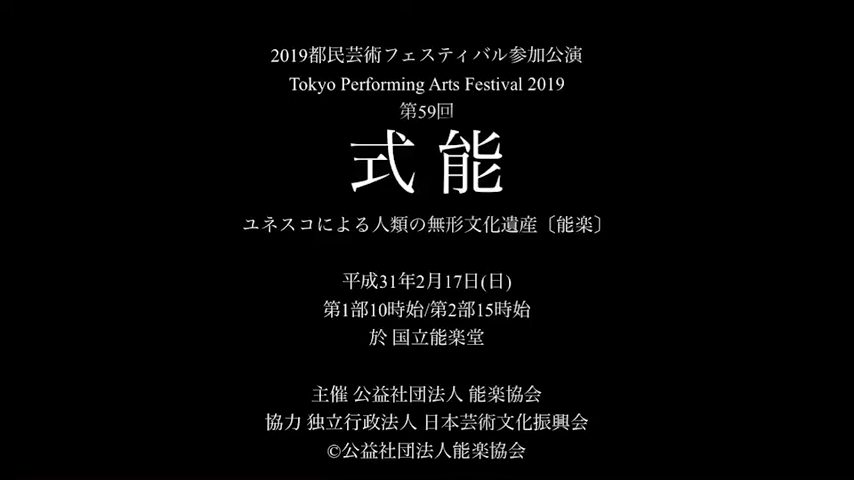 2019都民芸術フェスティバル参加公演
Tokyo Performing Arts Festival 2019
第59回
式能
ユネスコによる人類の無形文化遺産〔能楽〕
平成31年2月17日(日)
第1部10時始/第2部15時始
於 国立能楽堂
主催 公益社団法人 能楽協会
協力 独立行政法人 日本芸術文化振興会
©公益社団法人能楽協会